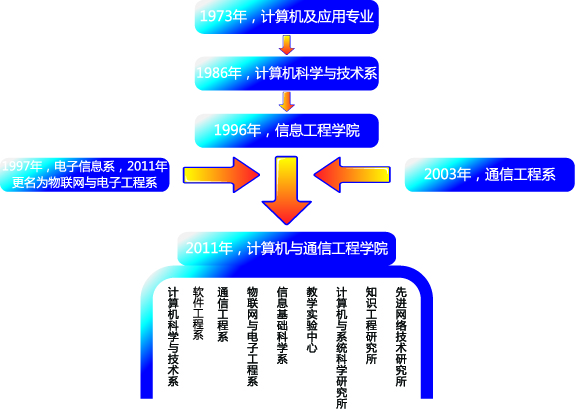 1973年，计算机及应用专业
1986年，计算机科学与技术系
1996年，信息工程学院
1997年，电子信息系，2011年
更名为物联网与电子工程系
2003年，通信工程系
2011年，计算机与通信工程学院
计算机科学与技术系
软件工程系
通信工程系
物联网与电子工程系
信息基础科学系
教学实验中心
计算机与系统科学研究所
知识工程研究所
先进网络技术研究所